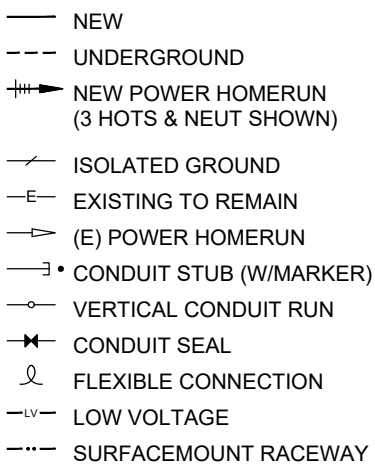 NEW
UNDERGROUND
NEW POWER HOMERUN
(3 HOTS & NEUT SHOWN)
ISOLATED GROUND
E EXISTING TO REMAIN
(E) POWER HOMERUN
CONDUIT STUB (W/MARKER)
VERTICAL CONDUIT RUN
CONDUIT SEAL
FLEXIBLE CONNECTION
LV LOW VOLTAGE
SURFACEMOUNT RACEWAY